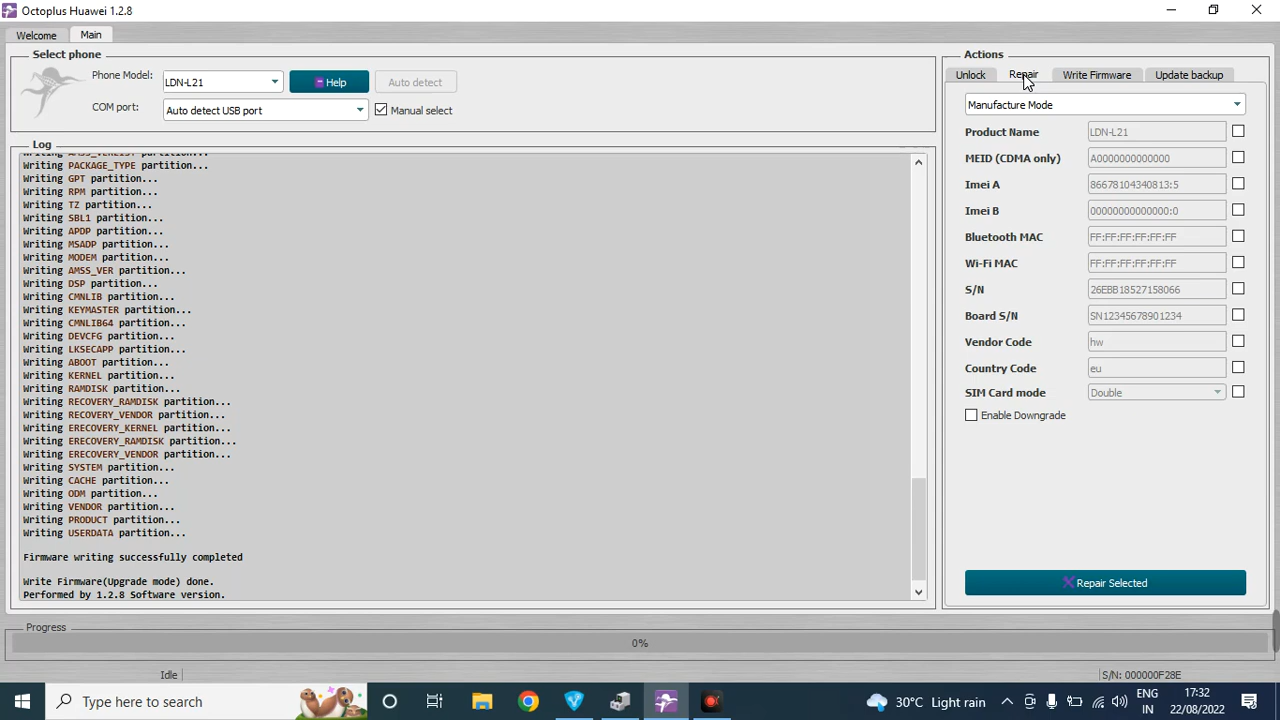 Octoplus Huawei 1.2.8
Welcome
Main
Select phone
Phone Model:
LDN-L21
Help
Auto detect
COM port:
Auto detect USB port
Manual select
Log
Writing PACKAGE_TYPE partition...
Writing GPT partition...
Writing RPM partition...
Writing TZ partition...
Writing SBL1 partition...
Writing APDP partition...
Writing MSADP partition...
Writing MODEM partition...
Writing AMSS_VER partition...
Writing DSP partition...
Writing CMNLIB partition...
Writing KEYMASTER partition...
Writing CMNLIB64 partition...
Writing DEVCFG partition...
Writing LKSECAPP partition...
Writing ABOOT partition...
Writing KERNEL partition...
Writing RAMDISK partition...
Writing RECOVERY_RAMDISK partition...
Writing RECOVERY_VENDOR partition...
Writing ERECOVERY_KERNEL partition...
Writing ERECOVERY_RAMDISK partition...
Writing ERECOVERY_VENDOR partition...
Writing SYSTEM partition...
Writing CACHE partition...
Writing ODM partition...
Writing VENDOR partition...
Writing PRODUCT partition...
Writing USERDATA partition...
Firmware writing successfully completed
Write Firmware(Upgrade mode) done.
Performed by 1.2.8 Software version.
Actions
Unlock
Repair
Write Firmware
Update backup
Manufacture Mode
Product Name LDN-L21
MEID (CDMA only) A0000000000000
Imei A 86678104340813:5
Imei B 00000000000000:0
Bluetooth MAC FF:FF:FF:FF:FF:FF
Wi-Fi MAC FF:FF:FF:FF:FF:FF
S/N 26EBB18527158066
Board S/N SN12345678901234
Vendor Code hw
Country Code eu
SIM Card mode Double
Enable Downgrade
Repair Selected
Progress
0%
Idle
S/N: 000000F28E
Type here to search
30°C Light rain
ENG
IN
17:32
22/08/2022